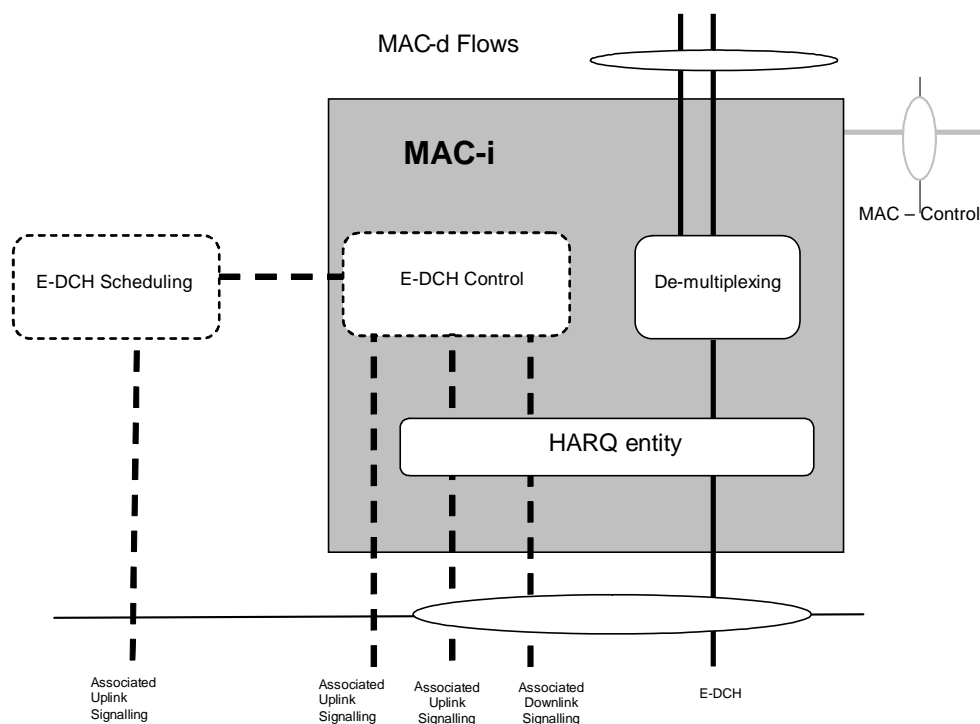 MAC-d Flows
MAC-i
MAC – Control
E-DCH Scheduling
E-DCH Control
De-multiplexing
HARQ entity
Associated
Uplink
Signalling
Associated
Uplink
Signalling
Associated
Uplink
Signalling
Associated
Downlink
Signalling
E-DCH